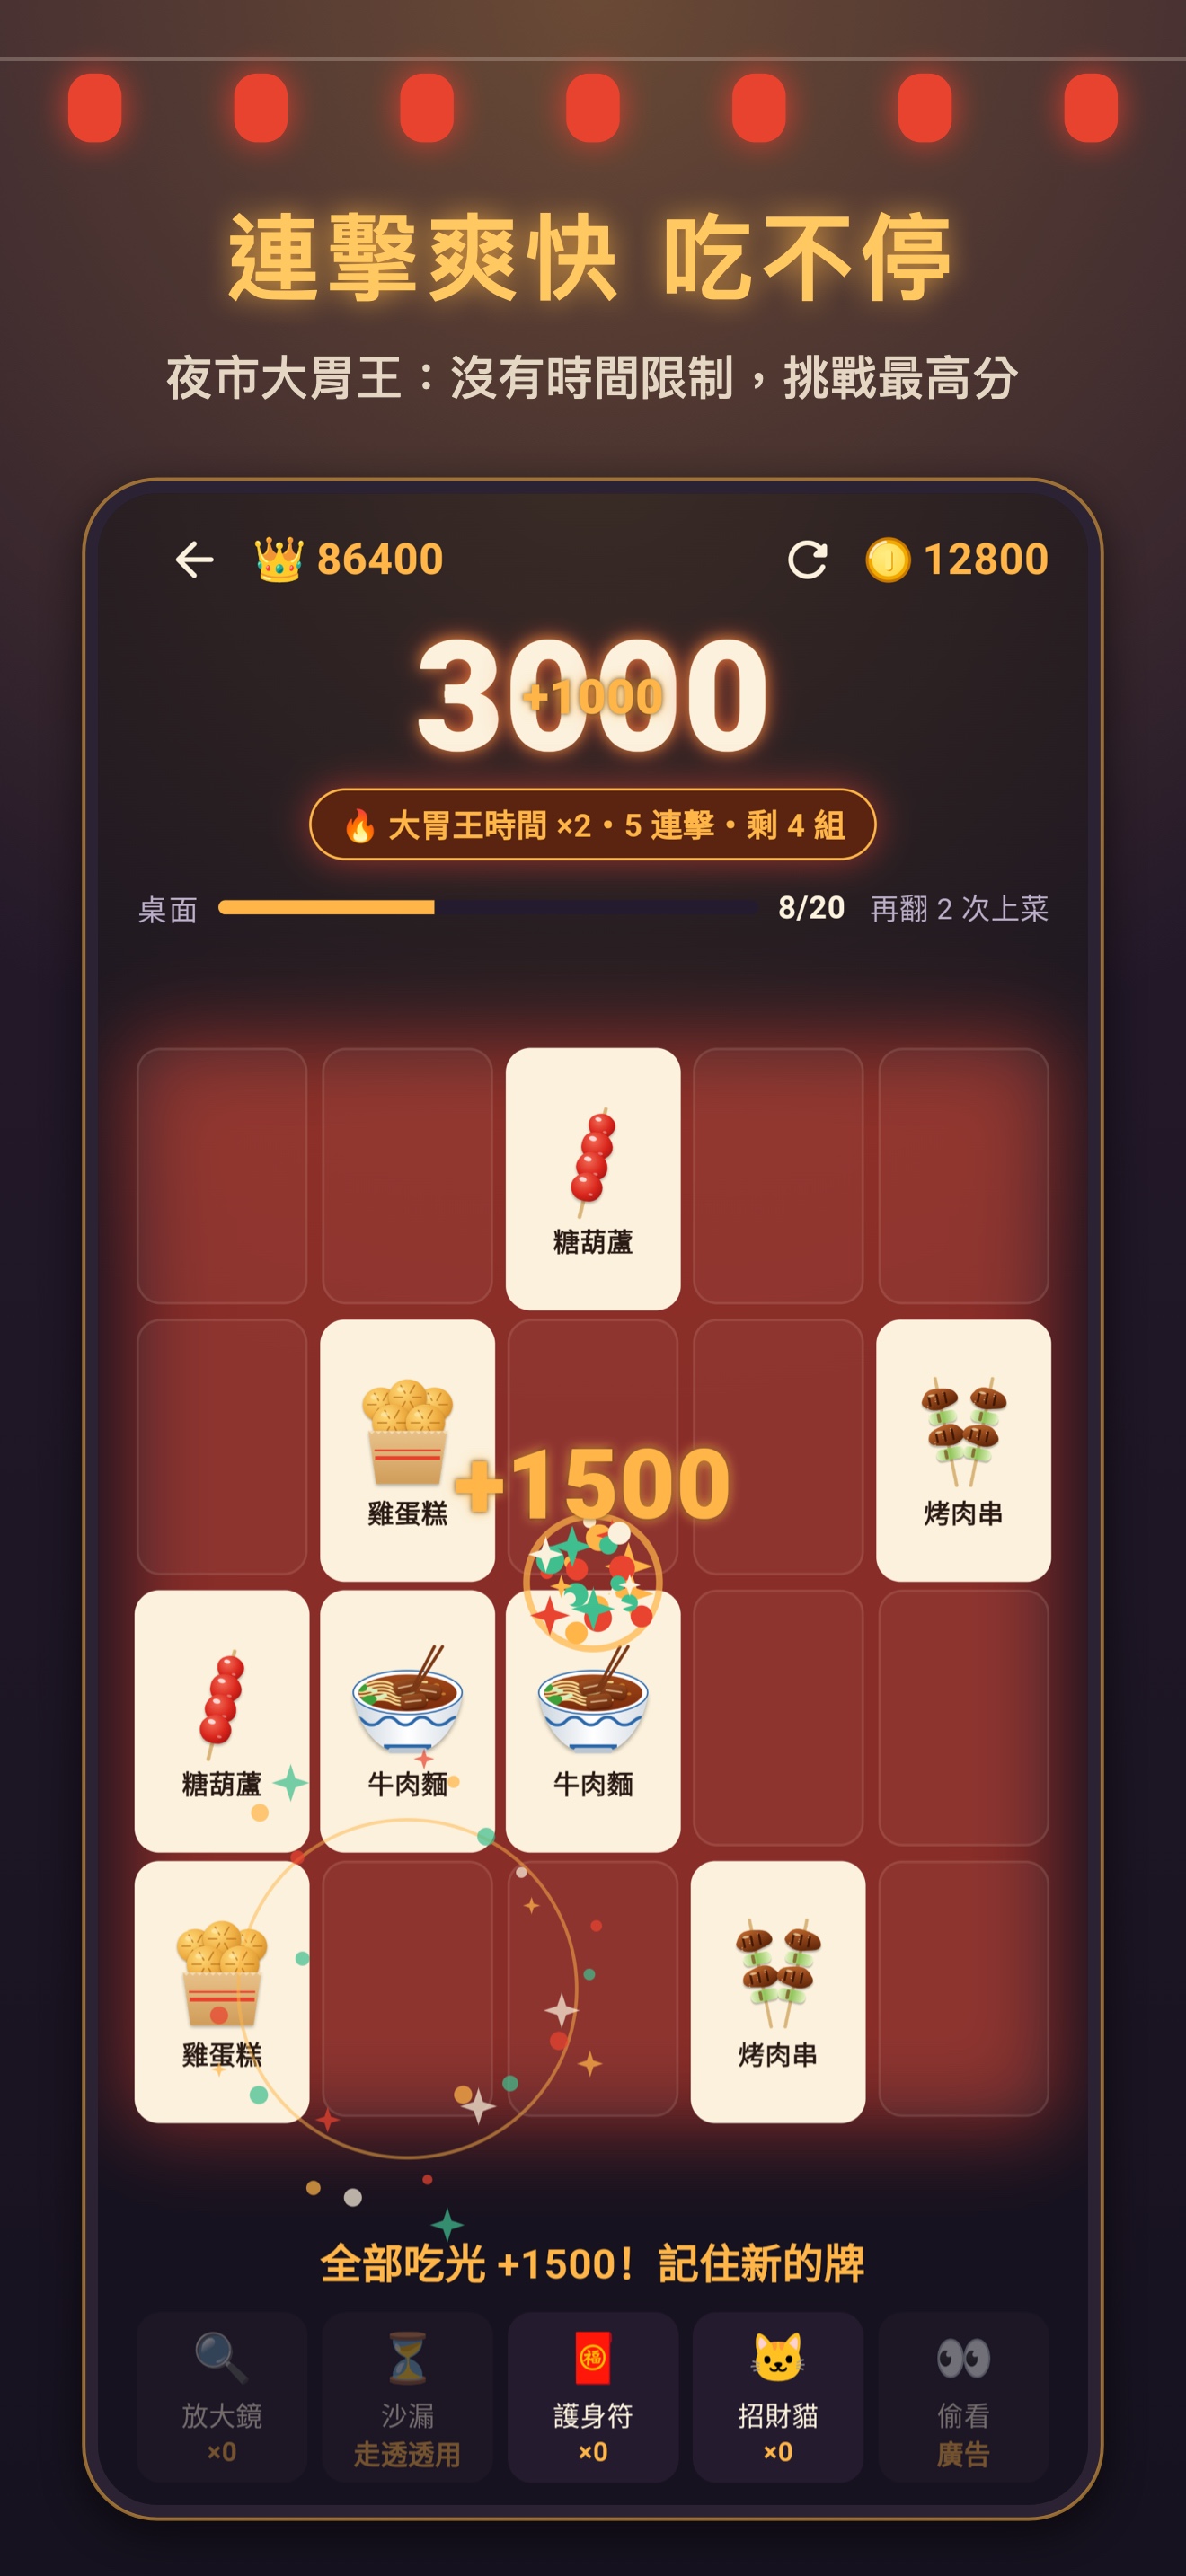 連擊爽快 吃不停
夜市大胃王：沒有時間限制，挑戰最高分
86400
12800
3000
+1000
大胃王時間 ×2・5 連擊・剩 4 組
桌面 8/20 再翻 2 次上菜
糖葫蘆
雞蛋糕
+1500
烤肉串
糖葫蘆
牛肉麵
牛肉麵
雞蛋糕
烤肉串
全部吃光 +1500！記住新的牌
放大鏡
×0
沙漏
走透透用
福
護身符
×0
招財貓
×0
偷看
廣告